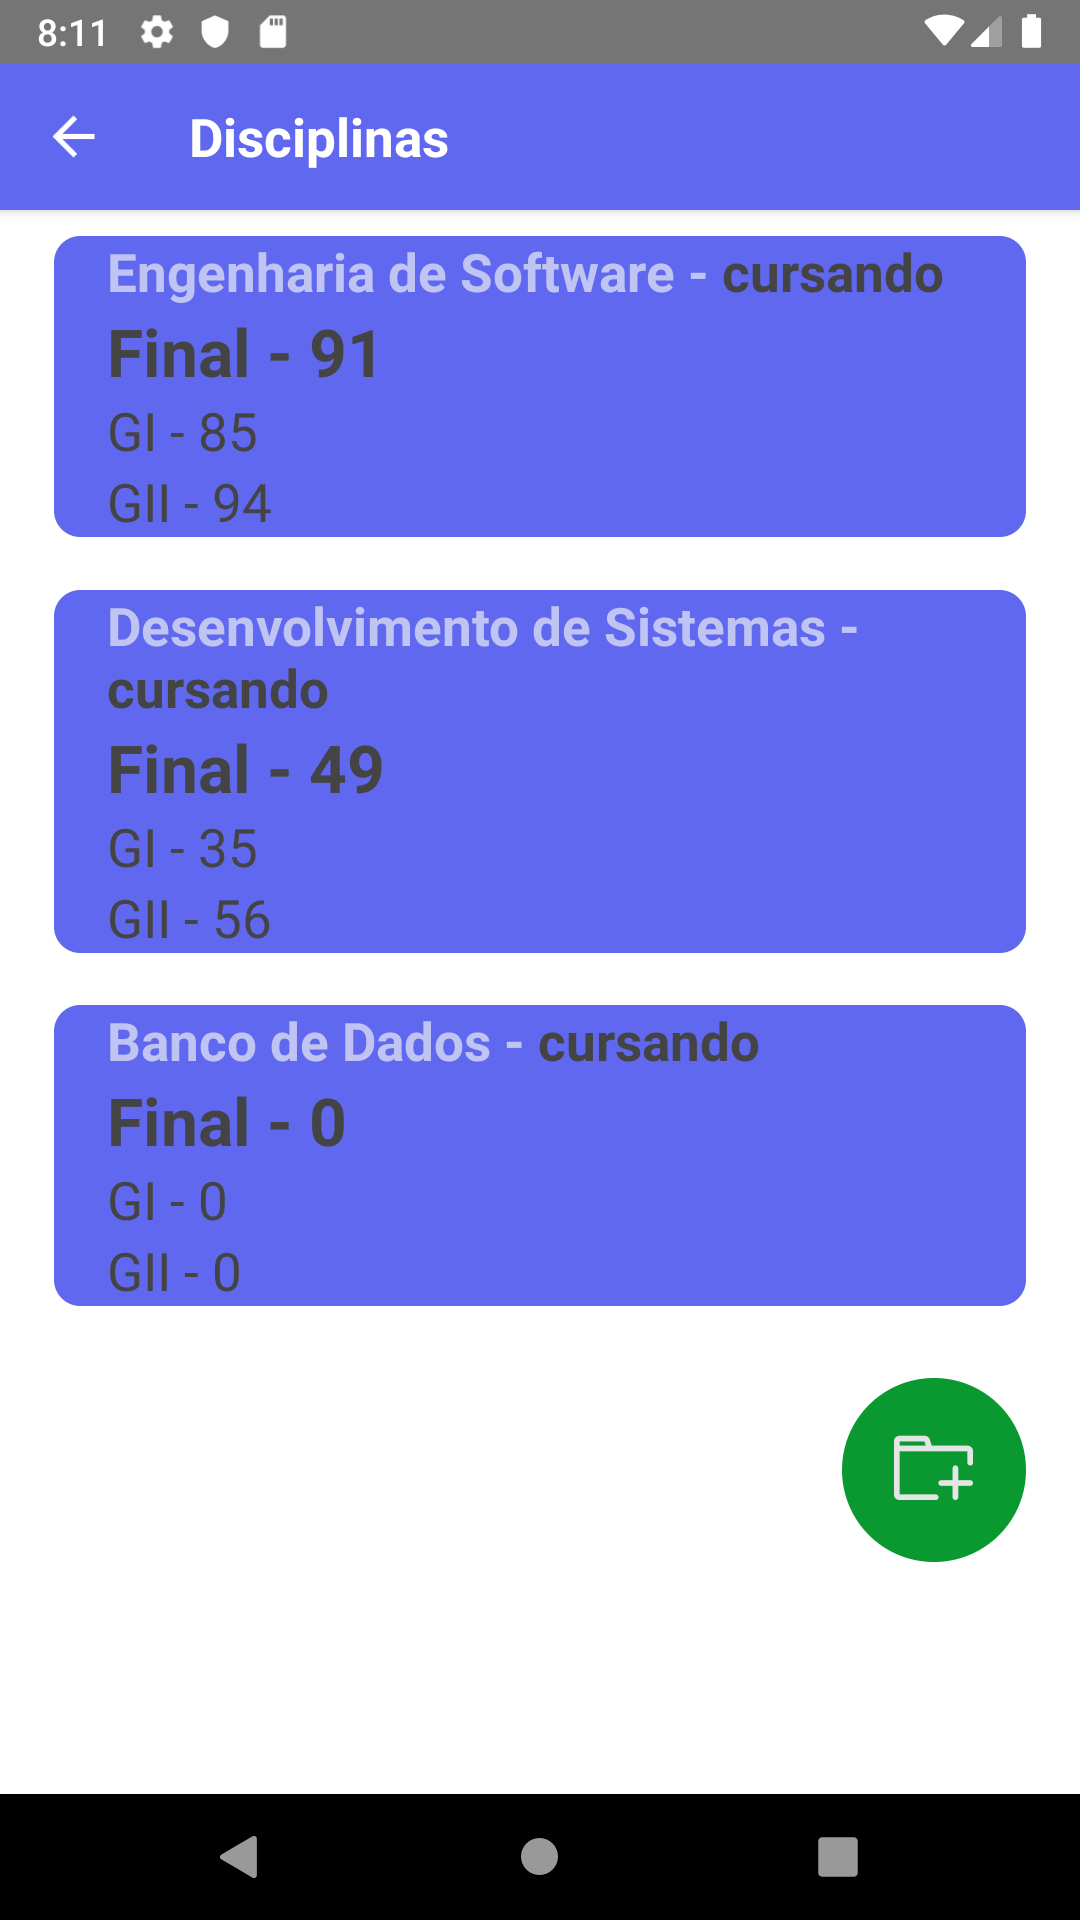 8:11
Disciplinas
Engenharia de Software - cursando
Final - 91
GI - 85
GII - 94
Desenvolvimento de Sistemas -
cursando
Final - 49
GI - 35
GII - 56
Banco de Dados - cursando
Final - 0
GI - 0
GII - 0